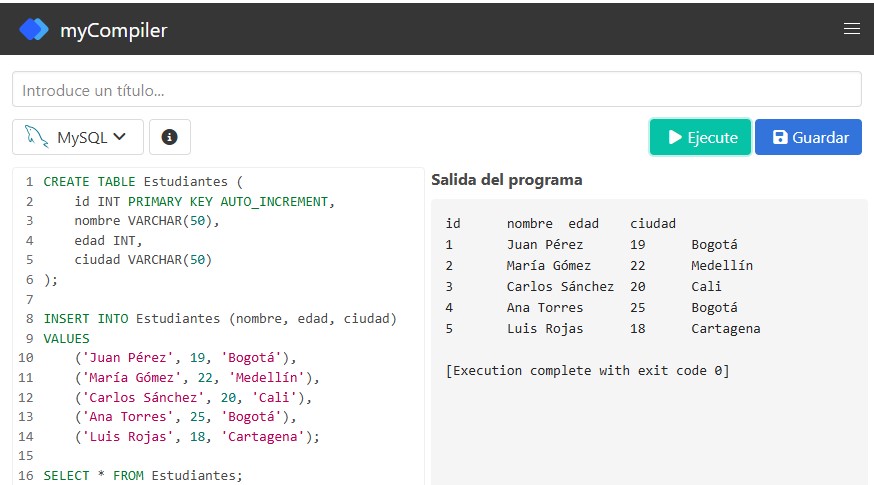 myCompiler
Introduce un título...
MySQL
Ejecute
Guardar
1 CREATE TABLE Estudiantes (
2     id INT PRIMARY KEY AUTO_INCREMENT,
3     nombre VARCHAR(50),
4     edad INT,
5     ciudad VARCHAR(50)
6 );
7
8 INSERT INTO Estudiantes (nombre, edad, ciudad)
9 VALUES
10     ('Juan Pérez', 19, 'Bogotá'),
11     ('María Gómez', 22, 'Medellín'),
12     ('Carlos Sánchez', 20, 'Cali'),
13     ('Ana Torres', 25, 'Bogotá'),
14     ('Luis Rojas', 18, 'Cartagena');
15
16 SELECT * FROM Estudiantes;
Salida del programa
id      nombre  edad    ciudad
1       Juan Pérez      19      Bogotá
2       María Gómez     22      Medellín
3       Carlos Sánchez  20      Cali
4       Ana Torres      25      Bogotá
5       Luis Rojas      18      Cartagena
[Execution complete with exit code 0]